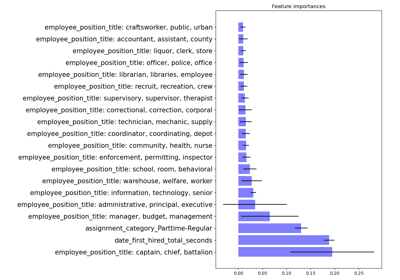 Feature importances
employee_position_title: craftsworker, public, urban
employee_position_title: accountant, assistant, county
employee_position_title: liquor, clerk, store
employee_position_title: officer, police, office
employee_position_title: librarian, libraries, employee
employee_position_title: recruit, recreation, crew
employee_position_title: supervisory, supervisor, therapist
employee_position_title: correctional, correction, corporal
employee_position_title: technician, mechanic, supply
employee_position_title: coordinator, coordinating, depot
employee_position_title: community, health, nurse
employee_position_title: enforcement, permitting, inspector
employee_position_title: school, room, behavioral
employee_position_title: warehouse, welfare, worker
employee_position_title: information, technology, senior
employee_position_title: administrative, principal, executive
employee_position_title: manager, budget, management
assignment_category_Parttime-Regular
date_first_hired_total_seconds
employee_position_title: captain, chief, battalion
0.00 0.05 0.10 0.15 0.20 0.25